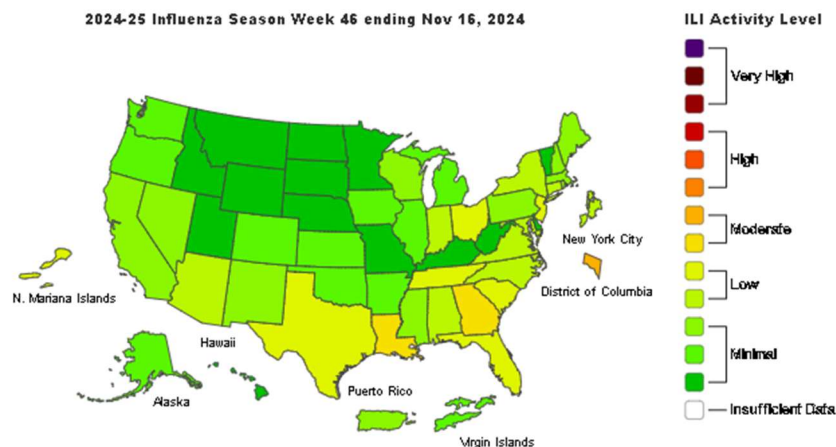 2024-25 Influenza Season Week 46 ending Nov 16, 2024
ILI Activity Level
Very High
High
Moderate
Low
Minimal
Insufficient Data
New York City
District of Columbia
N. Mariana Islands
Hawaii
Alaska
Puerto Rico
Virgin Islands